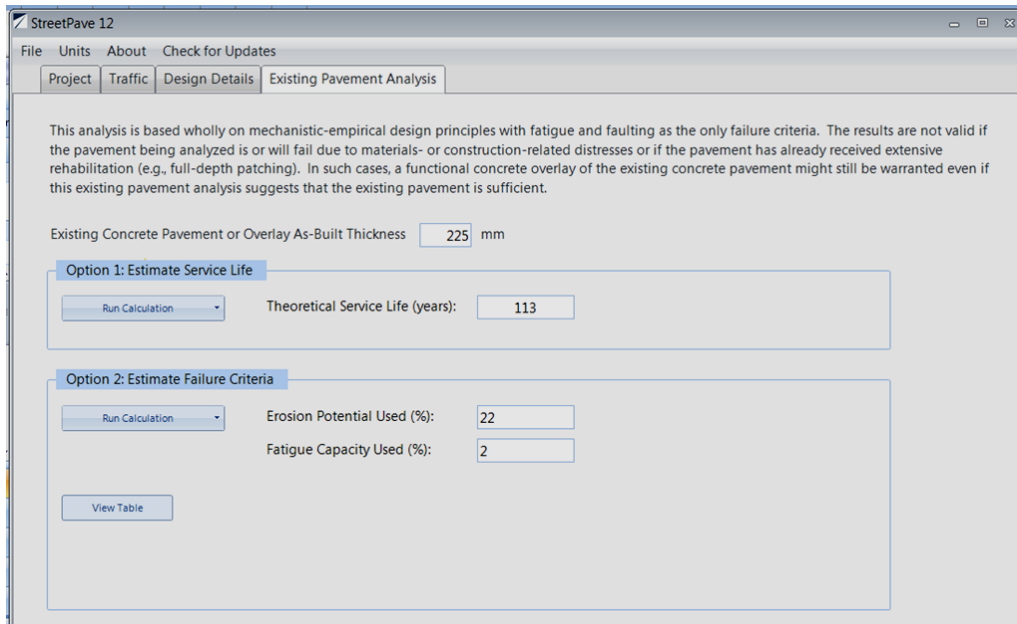 StreetPave 12
File Units About Check for Updates
Project Traffic Design Details Existing Pavement Analysis
This analysis is based wholly on mechanistic-empirical design principles with fatigue and faulting as the only failure criteria. The results are not valid if
the pavement being analyzed is or will fail due to materials- or construction-related distresses or if the pavement has already received extensive
rehabilitation (e.g., full-depth patching). In such cases, a functional concrete overlay of the existing concrete pavement might still be warranted even if
this existing pavement analysis suggests that the existing pavement is sufficient.
Existing Concrete Pavement or Overlay As-Built Thickness 225 mm
Option 1: Estimate Service Life
Run Calculation Theoretical Service Life (years): 113
Option 2: Estimate Failure Criteria
Run Calculation Erosion Potential Used (%): 22
Fatigue Capacity Used (%): 2
View Table